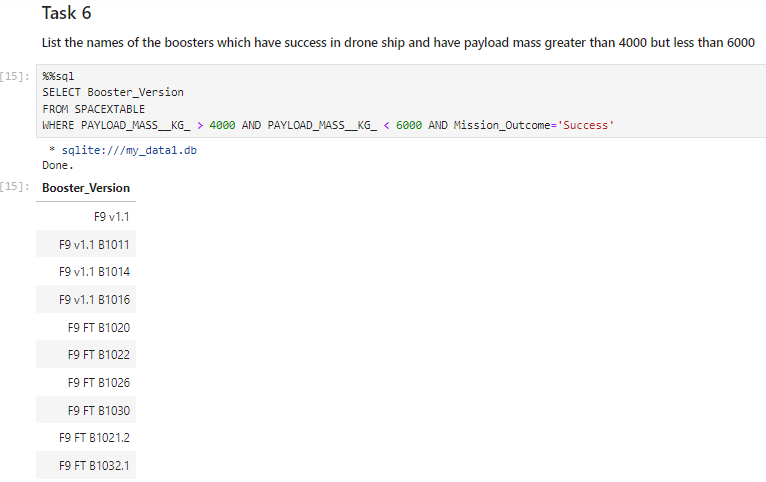 Task 6
List the names of the boosters which have success in drone ship and have payload mass greater than 4000 but less than 6000
[15]: %%sql
SELECT Booster_Version
FROM SPACEXTABLE
WHERE PAYLOAD_MASS__KG_ > 4000 AND PAYLOAD_MASS__KG_ < 6000 AND Mission_Outcome='Success'
* sqlite:///my_data1.db
Done.
[15]: Booster_Version
F9 v1.1
F9 v1.1 B1011
F9 v1.1 B1014
F9 v1.1 B1016
F9 FT B1020
F9 FT B1022
F9 FT B1026
F9 FT B1030
F9 FT B1021.2
F9 FT B1032.1